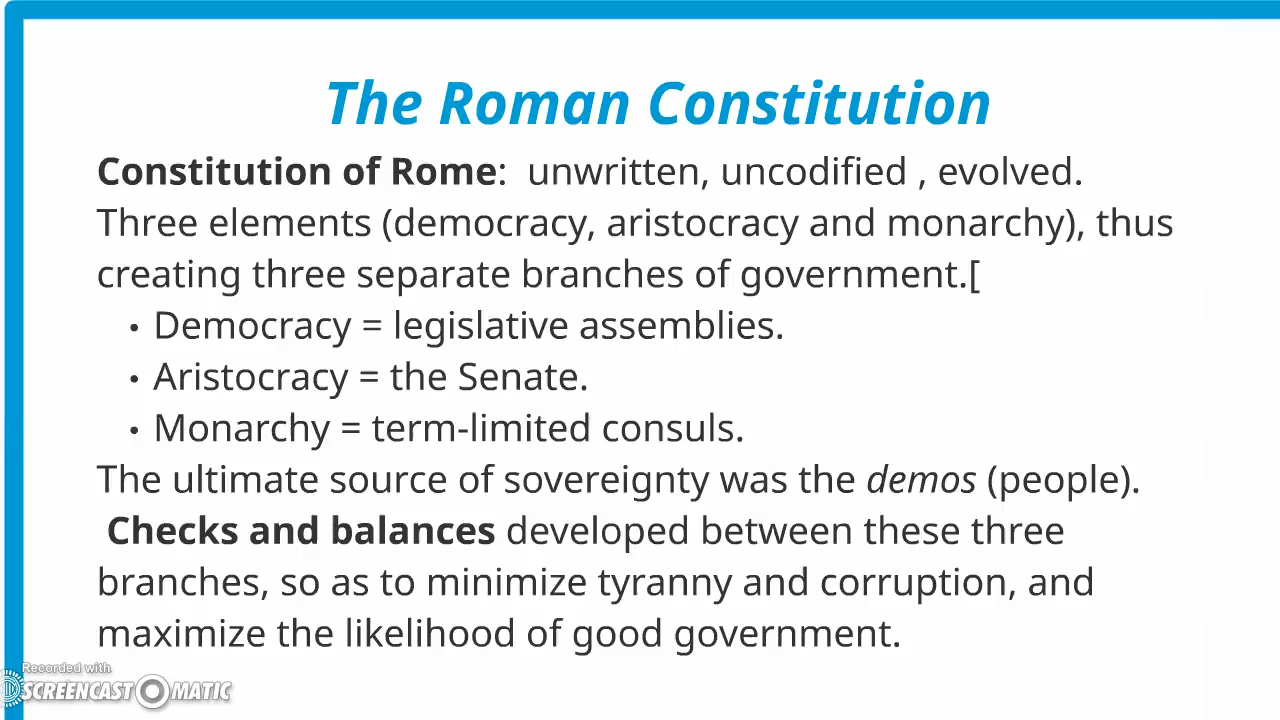 The Roman Constitution
Constitution of Rome:  unwritten, uncodified , evolved.
Three elements (democracy, aristocracy and monarchy), thus
creating three separate branches of government.[
• Democracy = legislative assemblies.
• Aristocracy = the Senate.
• Monarchy = term-limited consuls.
The ultimate source of sovereignty was the demos (people).
Checks and balances developed between these three
branches, so as to minimize tyranny and corruption, and
maximize the likelihood of good government.
Recorded with
SCREENCAST MATIC